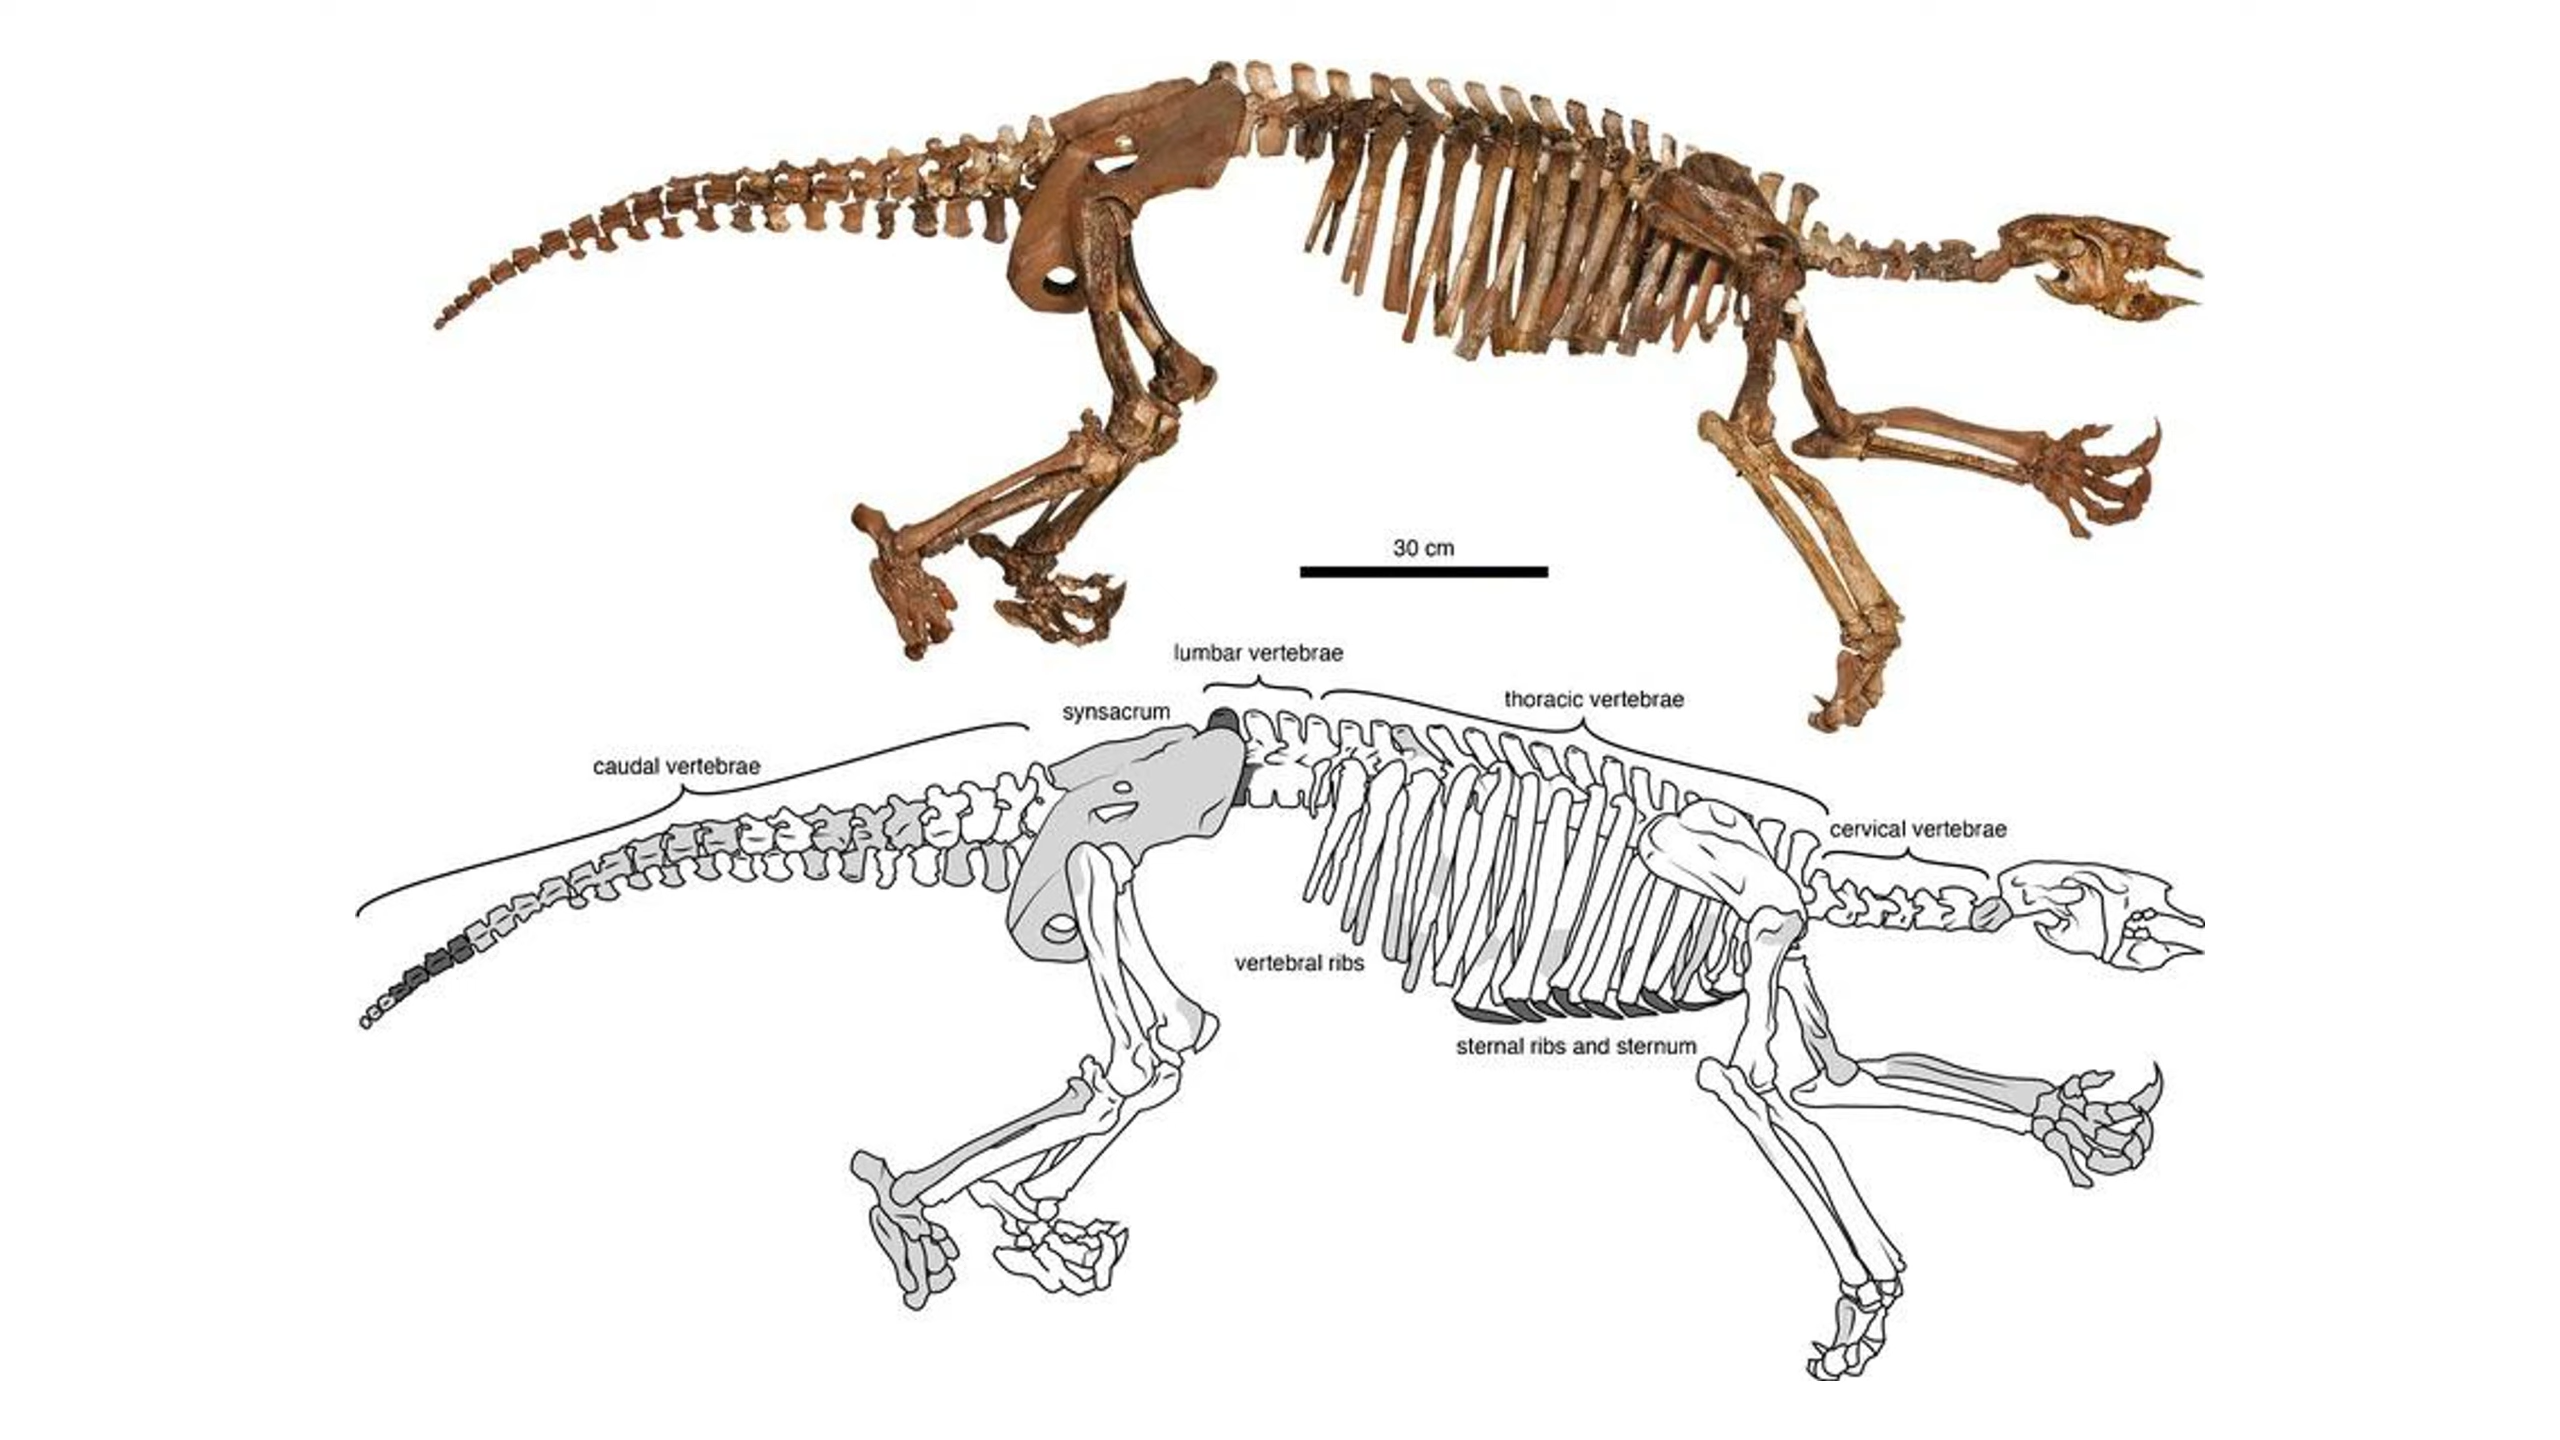 30 cm
lumbar vertebrae
thoracic vertebrae
synsacrum
caudal vertebrae
cervical vertebrae
vertebral ribs
sternal ribs and sternum